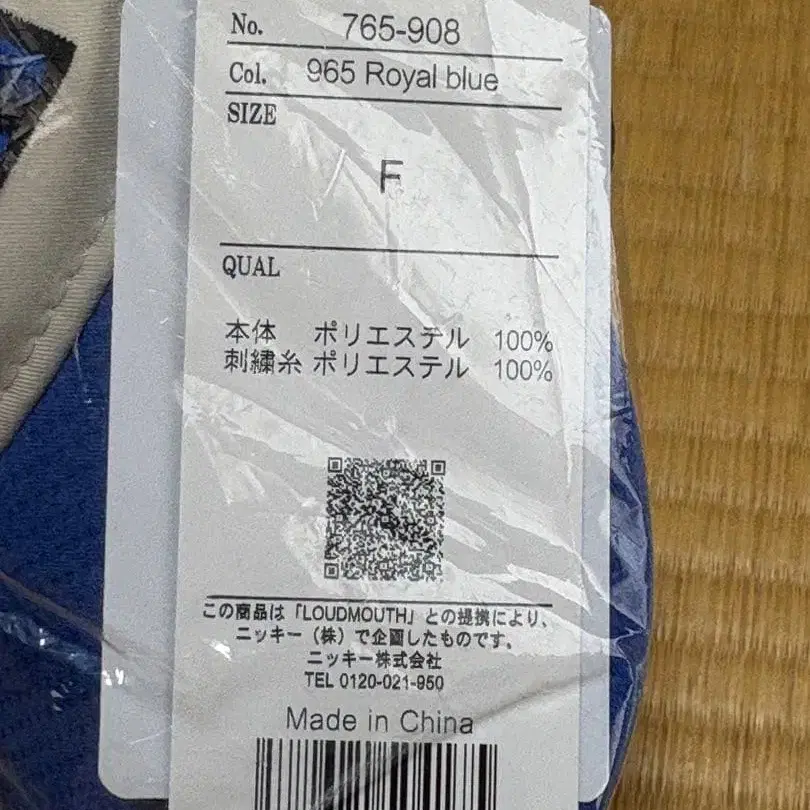 No. 765-908
Col. 965 Royal blue
SIZE
F
QUAL
本体 ポリエステル 100%
刺繍糸 ポリエステル 100%
この商品は「LOUDMOUTH」との提携により、
ニッキー（株）で企画したものです。
ニッキー株式会社
TEL 0120-021-950
Made in China